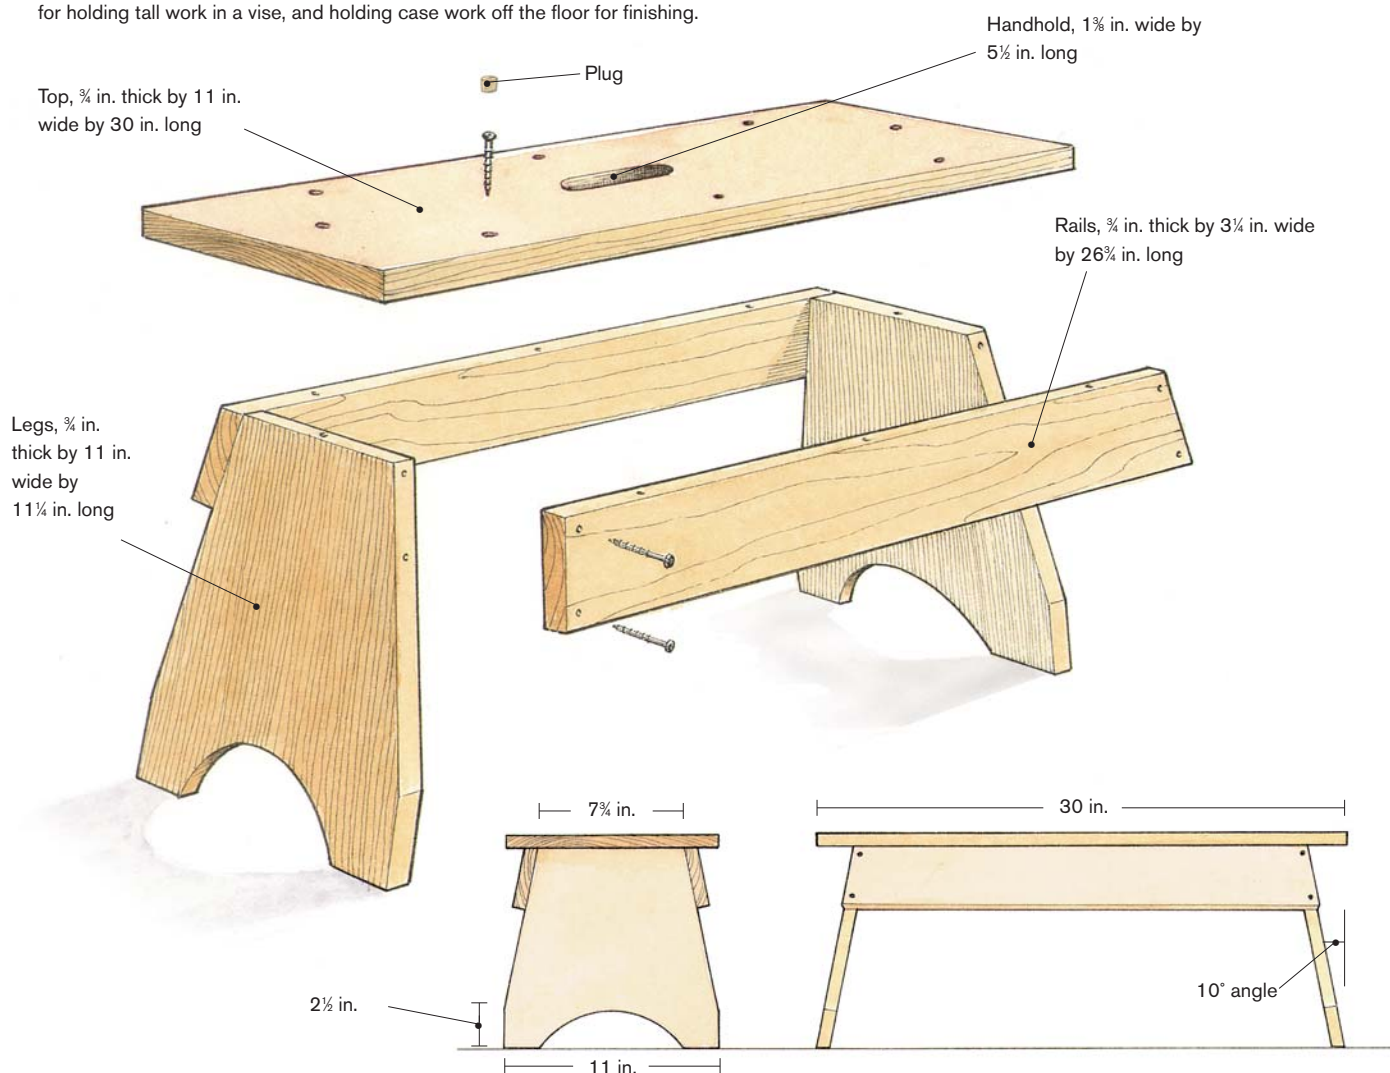 for holding tall work in a vise, and holding case work off the floor for finishing.
Handhold, 1⅜ in. wide by
5½ in. long
Plug
Top, ¾ in. thick by 11 in.
wide by 30 in. long
Rails, ¾ in. thick by 3¼ in. wide
by 26¾ in. long
Legs, ¾ in.
thick by 11 in.
wide by
11¼ in. long
7¾ in.
30 in.
10° angle
2½ in.
11 in.